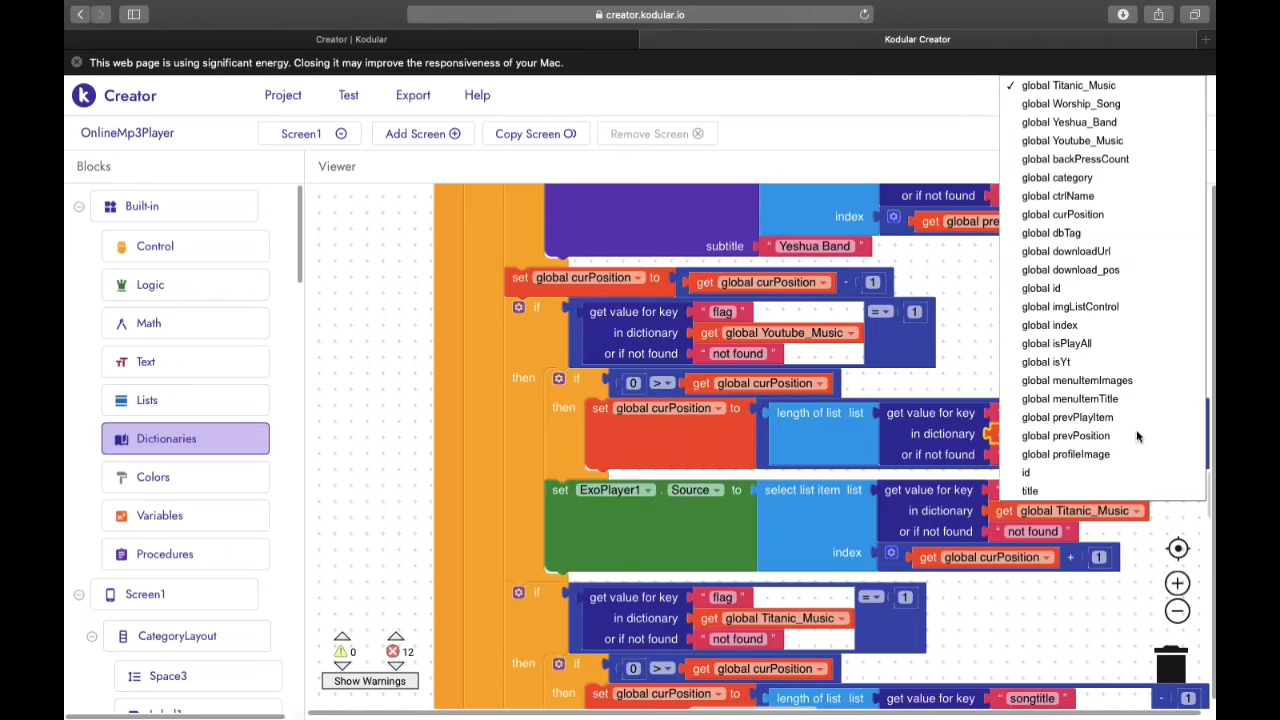 creator.kodular.io
Creator | Kodular
Kodular Creator
This web page is using significant energy. Closing it may improve the responsiveness of your Mac.
k Creator
Project
Test
Export
Help
OnlineMp3Player
Screen1
Add Screen
Copy Screen
Remove Screen
Blocks
Viewer
Built-in
Control
Logic
Math
Text
Lists
Dictionaries
Colors
Variables
Procedures
Screen1
CategoryLayout
Space3
or if not found
index
get global pre
subtitle " Yeshua Band "
set global curPosition to get global curPosition - 1
if get value for key " flag " = 1
in dictionary get global Youtube_Music
or if not found " not found "
then if 0 > get global curPosition
then set global curPosition to length of list list get value for key
in dictionary
or if not found
set ExoPlayer1 . Source to select list item list get value for key
in dictionary get global Titanic_Music
or if not found " not found "
index get global curPosition + 1
if get value for key " flag " = 1
in dictionary get global Titanic_Music
or if not found " not found "
then if 0 > get global curPosition
then set global curPosition to length of list list get value for key " songtitle " - 1
0
12
Show Warnings
✓ global Titanic_Music
global Worship_Song
global Yeshua_Band
global Youtube_Music
global backPressCount
global category
global ctrlName
global curPosition
global dbTag
global downloadUrl
global download_pos
global id
global imgListControl
global index
global isPlayAll
global isYt
global menuItemImages
global menuItemTitle
global prevPlayItem
global prevPosition
global profileImage
id
title